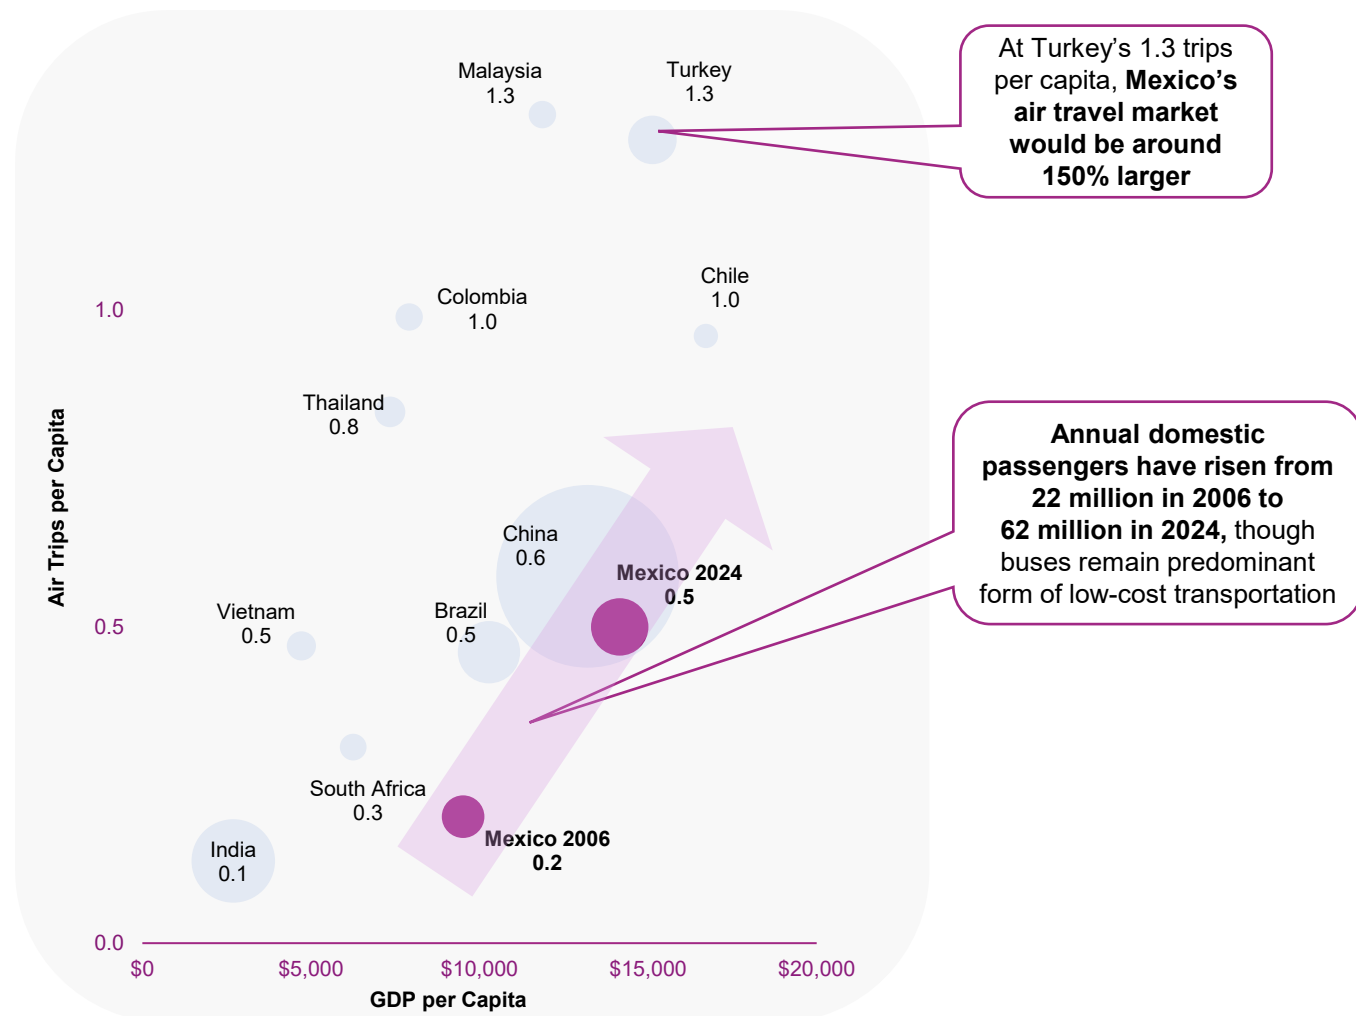 Malaysia
1.3
Turkey
1.3
At Turkey’s 1.3 trips
per capita, Mexico’s
air travel market
would be around
150% larger
Chile
1.0
Colombia
1.0
1.0
Thailand
0.8
Annual domestic
passengers have risen from
22 million in 2006 to
62 million in 2024, though
buses remain predominant
form of low-cost transportation
Air Trips per Capita
China
0.6
Mexico 2024
0.5
Vietnam
0.5
Brazil
0.5
0.5
South Africa
0.3
Mexico 2006
0.2
India
0.1
0.0
$0
$5,000
$10,000
$15,000
$20,000
GDP per Capita